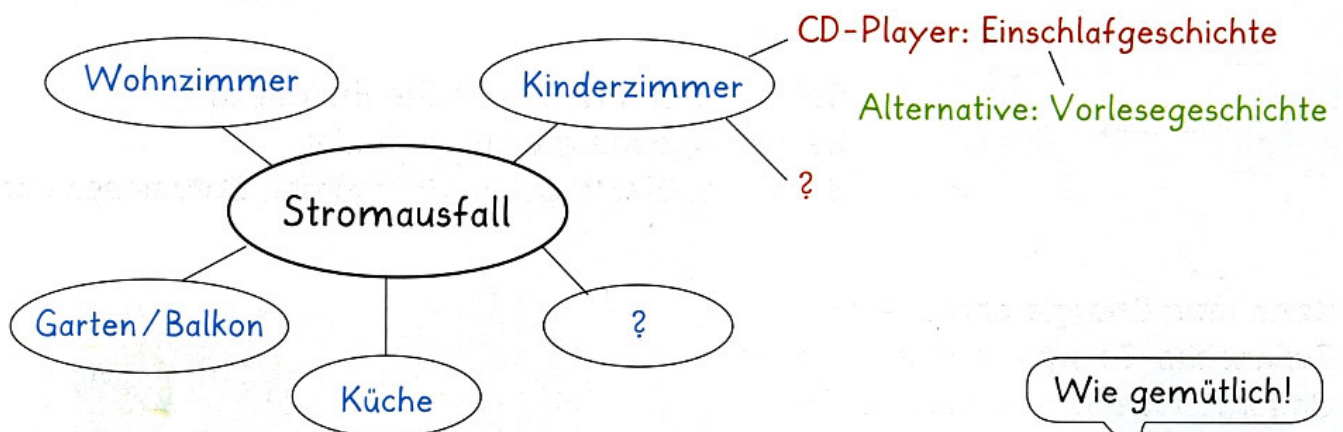 CD-Player: Einschlafgeschichte
Wohnzimmer
Kinderzimmer
Alternative: Vorlesegeschichte
?
Stromausfall
Garten/Balkon
?
Küche
Wie gemütlich!